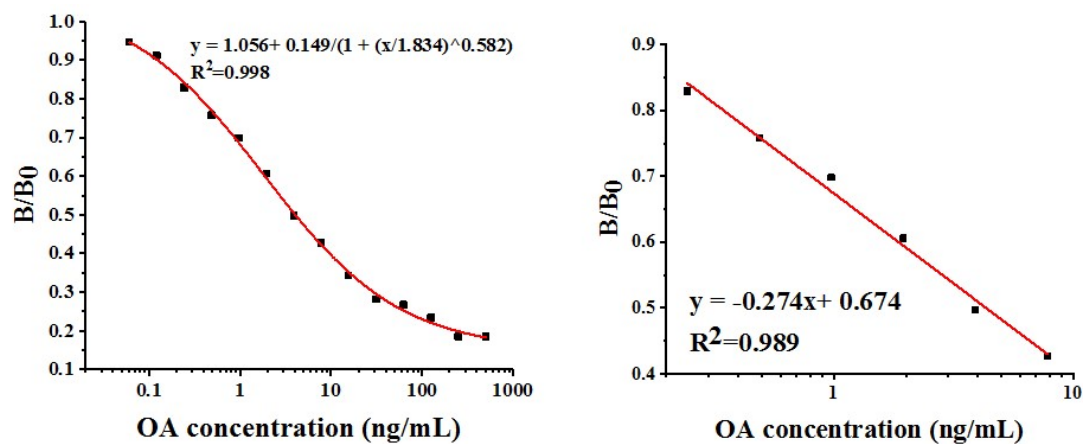 y = 1.056+ 0.149/(1 + (x/1.834)^0.582)
R²=0.998
B/B₀
1.0
0.9
0.8
0.7
0.6
0.5
0.4
0.3
0.2
0.1
0.1 1 10 100 1000
OA concentration (ng/mL)
B/B₀
0.9
0.8
0.7
0.6
0.5
0.4
y = -0.274x+ 0.674
R²=0.989
1 10
OA concentration (ng/mL)